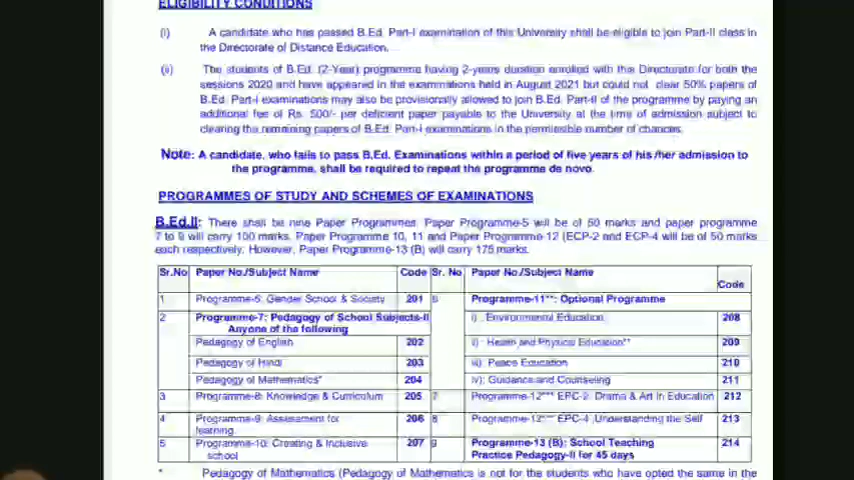 ELIGIBILITY CONDITIONS
(i) A candidate who has passed B.Ed. Part-I examination of this University shall be eligible to join Part-II class in
the Directorate of Distance Education.
(ii) The students of B.Ed. (2-Year) programme having 2-years duration enrolled with the Directorate for both the
sessions 2020 and have appeared in the examinations held in August 2021 but could not clear 50% papers of
B.Ed. Part-I examinations may also be provisionally allowed to join B.Ed. Part-II of the programme by paying an
additional fee of Rs. 500/- per deficient paper payable to the University at the time of admission subject to
clearing the remaining papers of B.Ed. Part-I examinations in the permissible number of chances.
Note: A candidate, who fails to pass B.Ed. Examinations within a period of five years of his/her admission to
the programme, shall be required to repeat the programme de novo.
PROGRAMMES OF STUDY AND SCHEMES OF EXAMINATIONS
B.Ed.II: There shall be nine Paper Programmes. Paper Programme-5 will be of 50 marks and paper programme
7 to 9 will carry 100 marks. Paper Programme 10, 11 and Paper Programme-12 (ECP-2 and ECP-4 will be of 50 marks
each respectively. However, Paper Programme-13 (B) will carry 175 marks.
Sr.No Paper No./Subject Name Code Sr. No Paper No./Subject Name Code
1 Programme-6: Gender School & Society 201 6 Programme-11**: Optional Programme
2 Programme-7: Pedagogy of School Subjects-II i) Environmental Education 208
Anyone of the following
Pedagogy of English 202 ii) Health and Physical Education** 209
Pedagogy of Hindi 203 iii) Peace Education 210
Pedagogy of Mathematics* 204 iv) Guidance and Counseling 211
3 Programme-8: Knowledge & Curriculum 205 7 Programme-12*** EPC-2: Drama & Art In Education 212
4 Programme-9: Assessment for 206 8 Programme-12*** EPC-4 Understanding the Self 213
learning
5 Programme-10: Creating & Inclusive 207 9 Programme-13 (B): School Teaching 214
school Practice Pedagogy-II for 45 days
* Pedagogy of Mathematics (Pedagogy of Mathematics is not for the students who have opted the same in the